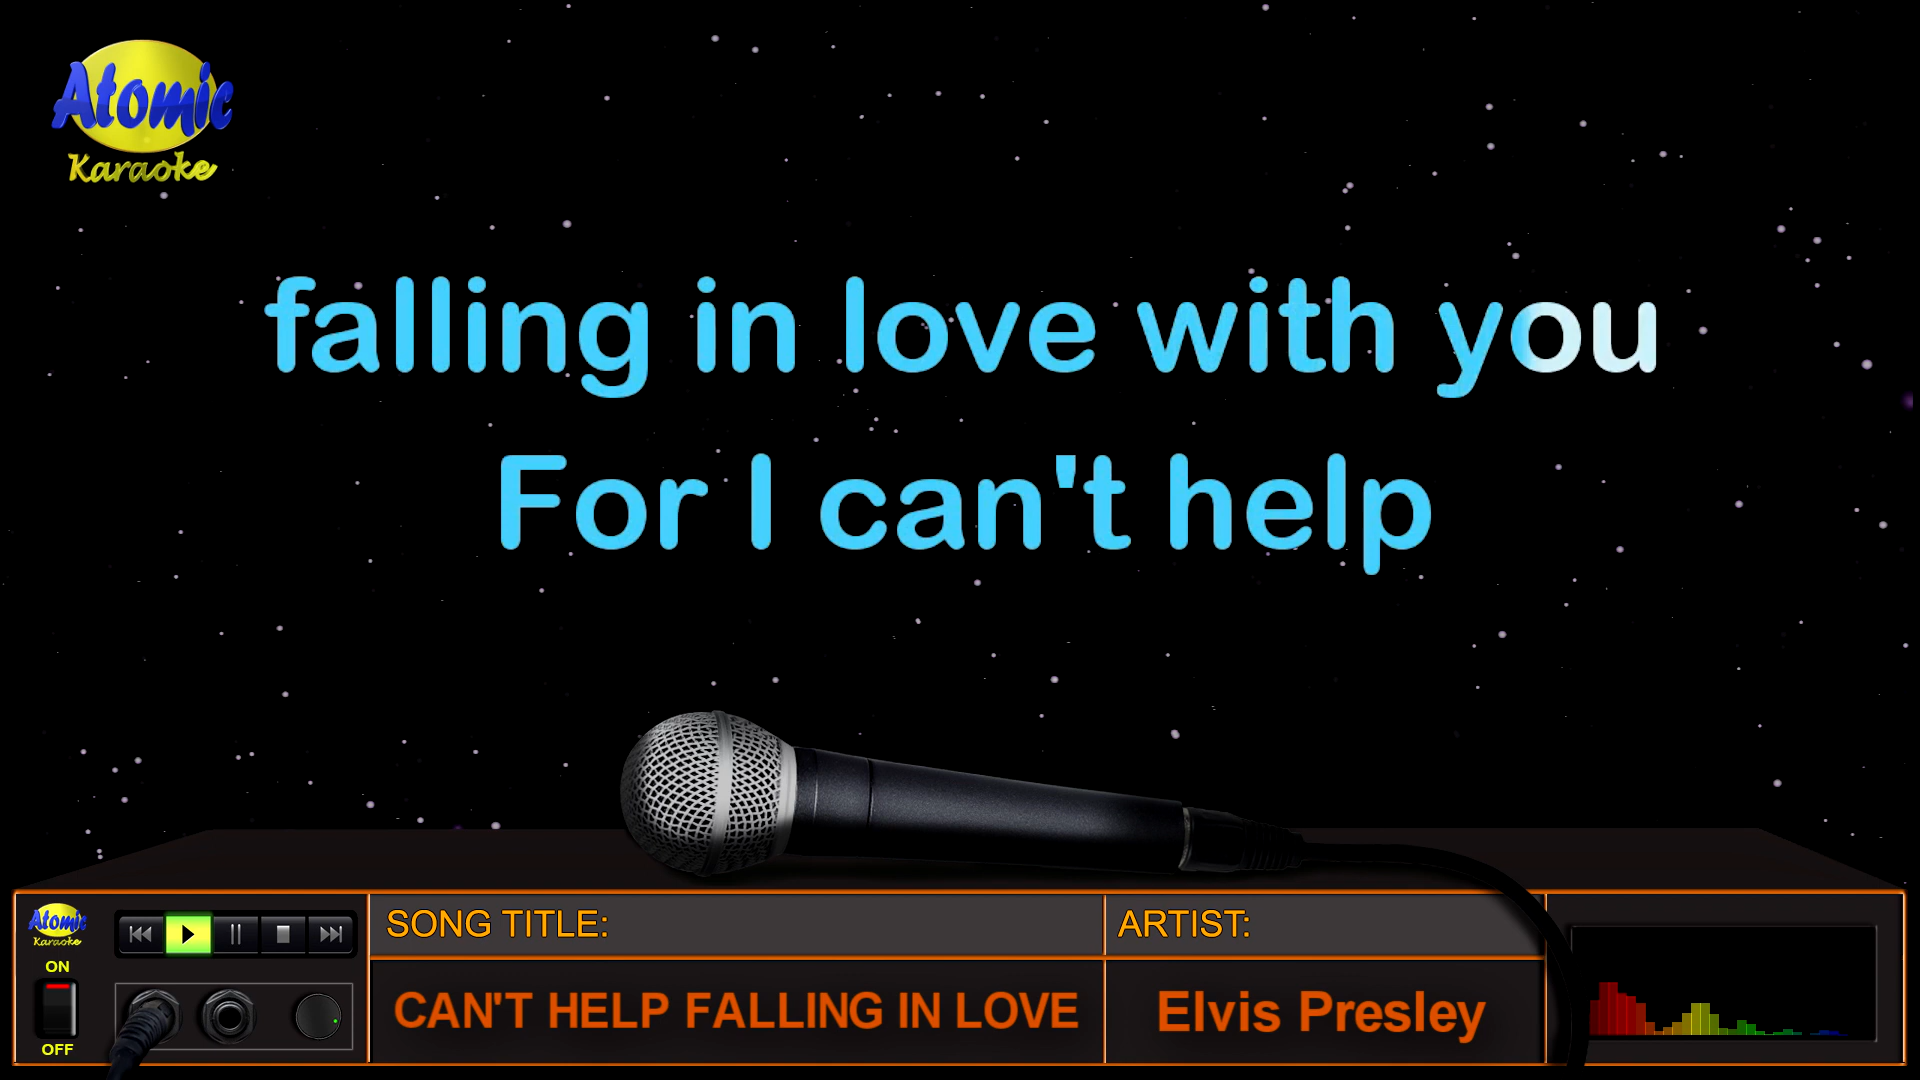 Atomic
Karaoke
falling in love with you
For I can't help
Atomic
Karaoke
ON
OFF
SONG TITLE:
ARTIST:
CAN'T HELP FALLING IN LOVE
Elvis Presley